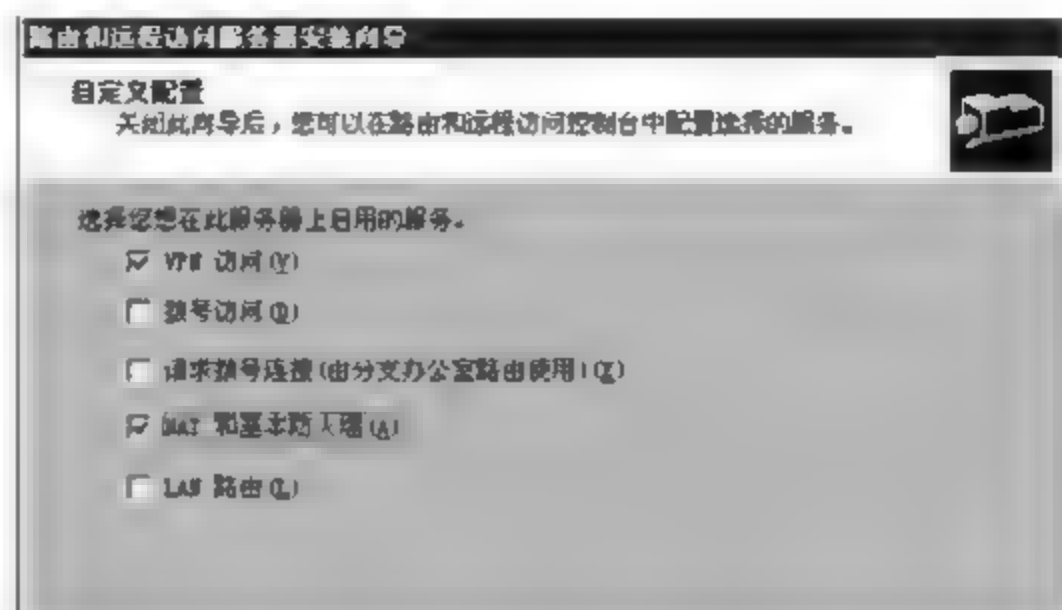 路由和远程访问服务器安装向导
自定义配置
关闭此向导后，您可以在路由和远程访问控制台中配置选择的服务。
选择您想在此服务器上启用的服务。
VPN 访问(V)
拨号访问(D)
请求拨号连接(由分支办公室路由使用)(E)
NAT 和基本防火墙(A)
LAN 路由(L)